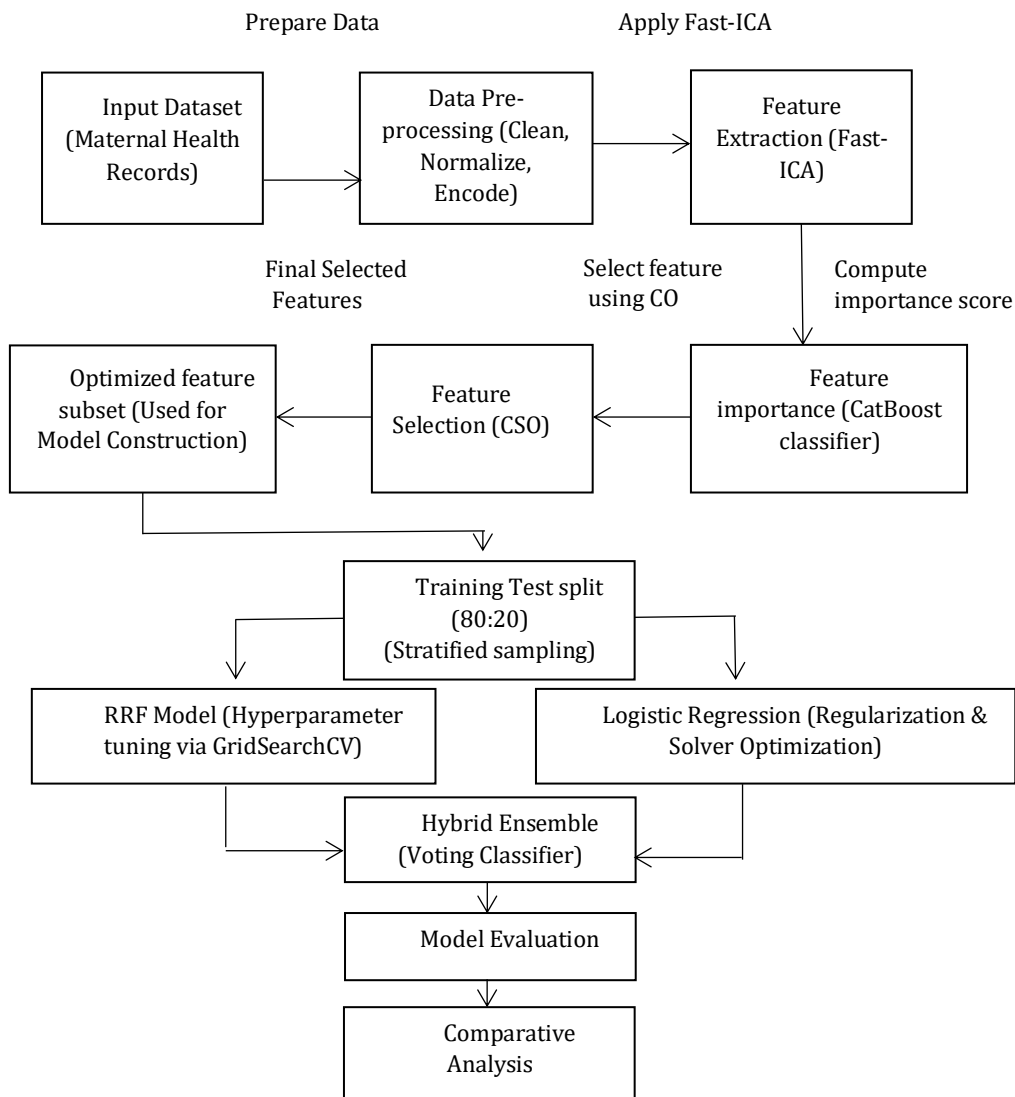 Prepare Data
Apply Fast-ICA
Input Dataset
(Maternal Health
Records)
Data Pre-
processing (Clean,
Normalize,
Encode)
Feature
Extraction (Fast-
ICA)
Final Selected
Features
Select feature
using CO
Compute
importance score
Optimized feature
subset (Used for
Model Construction)
Feature
Selection (CSO)
Feature
importance (CatBoost
classifier)
Training Test split
(80:20)
(Stratified sampling)
RRF Model (Hyperparameter
tuning via GridSearchCV)
Logistic Regression (Regularization &
Solver Optimization)
Hybrid Ensemble
(Voting Classifier)
Model Evaluation
Comparative
Analysis